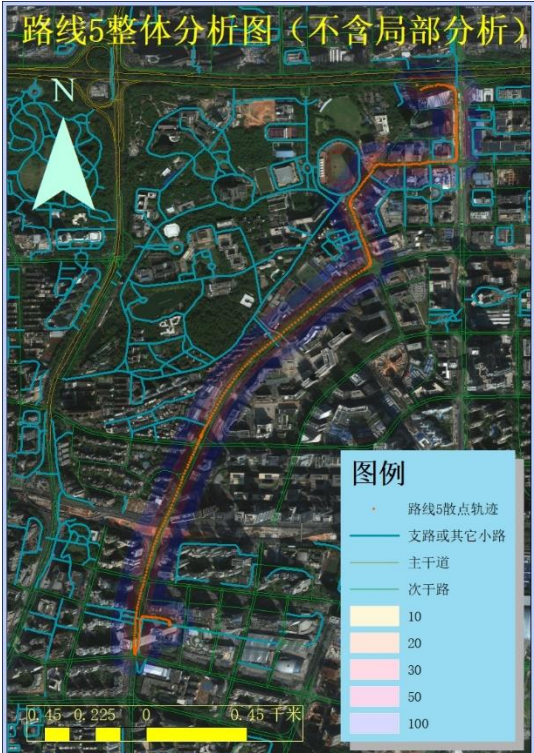 路线5整体分析图（不含局部分析）
N
图例
路线5散点轨迹
支路或其它小路
主干道
次干路
10
20
30
50
100
0.45 0.225 0 0.45 千米